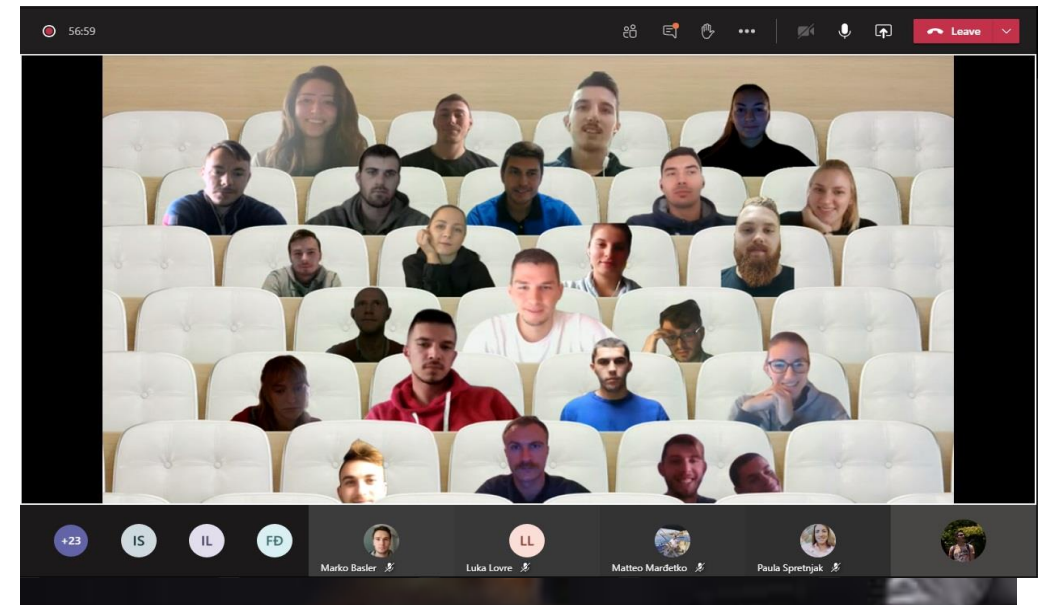 56:59
Leave
+23
IS
IL
FĐ
Marko Basler
LL
Luka Lovre
Matteo Marđetko
Paula Spretnjak